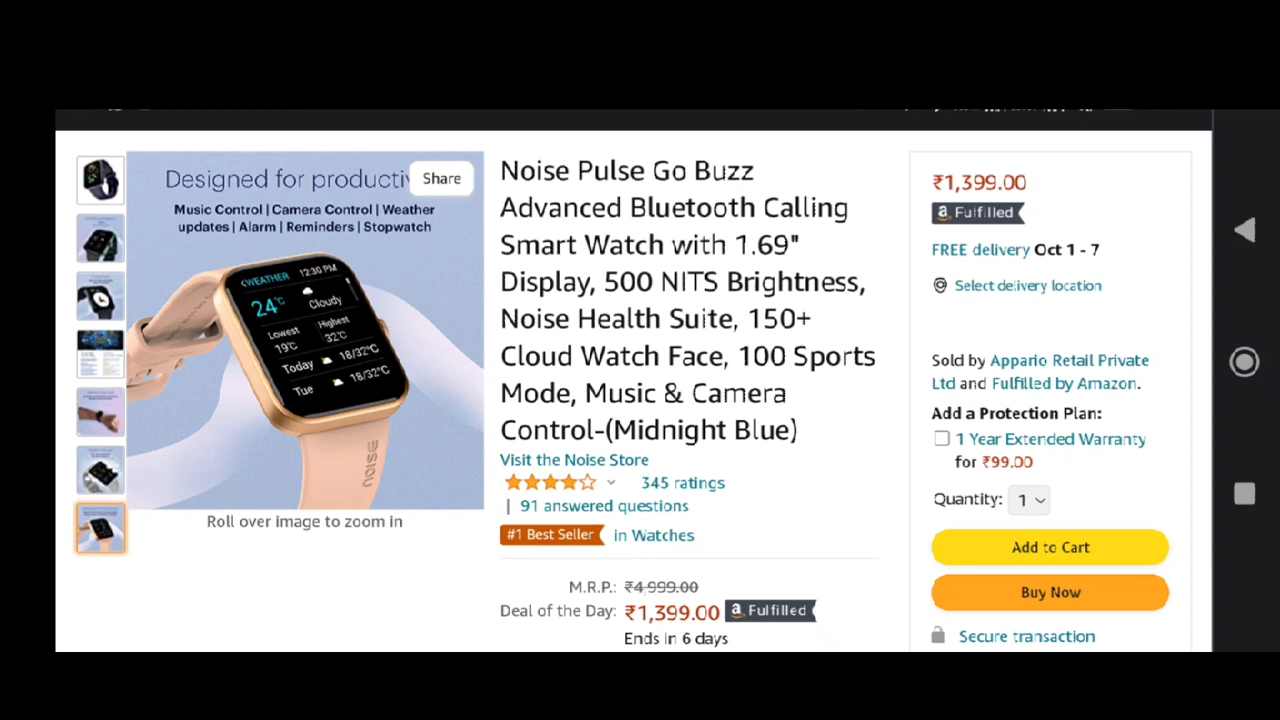 Designed for producti
Share
Music Control | Camera Control | Weather
updates | Alarm | Reminders | Stopwatch
WEATHER 12:30 PM
24°C
Cloudy
Lowest Highest
19°C 32°C
Today 18/32°C
Tue 18/32°C
noise
Roll over image to zoom in
Noise Pulse Go Buzz
Advanced Bluetooth Calling
Smart Watch with 1.69"
Display, 500 NITS Brightness,
Noise Health Suite, 150+
Cloud Watch Face, 100 Sports
Mode, Music & Camera
Control-(Midnight Blue)
Visit the Noise Store
345 ratings
| 91 answered questions
#1 Best Seller in Watches
M.R.P.: ₹4,999.00
Deal of the Day: ₹1,399.00 a Fulfilled
Ends in 6 days
₹1,399.00
a Fulfilled
FREE delivery Oct 1 - 7
Select delivery location
Sold by Appario Retail Private
Ltd and Fulfilled by Amazon.
Add a Protection Plan:
1 Year Extended Warranty
for ₹99.00
Quantity: 1
Add to Cart
Buy Now
Secure transaction